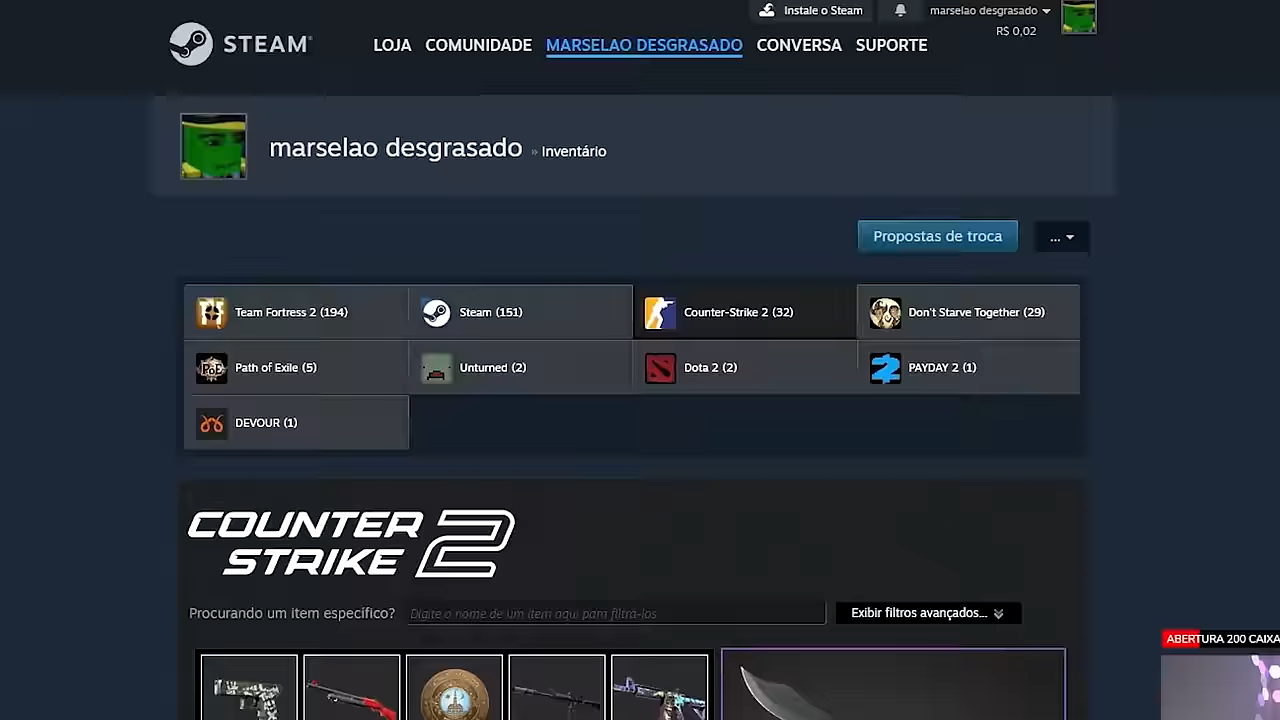 Instale o Steam
marselao desgrasado
R$ 0,02
STEAM
LOJA COMUNIDADE MARSELAO DESGRASADO CONVERSA SUPORTE
marselao desgrasado » Inventário
Propostas de troca
...
Team Fortress 2 (194)
Steam (151)
Counter-Strike 2 (32)
Don't Starve Together (29)
Path of Exile (5)
Unturned (2)
Dota 2 (2)
PAYDAY 2 (1)
DEVOUR (1)
COUNTER
STRIKE 2
Procurando um item específico? Digite o nome de um item aqui para filtrá-los
Exibir filtros avançados...
ABERTURA 200 CAIXA